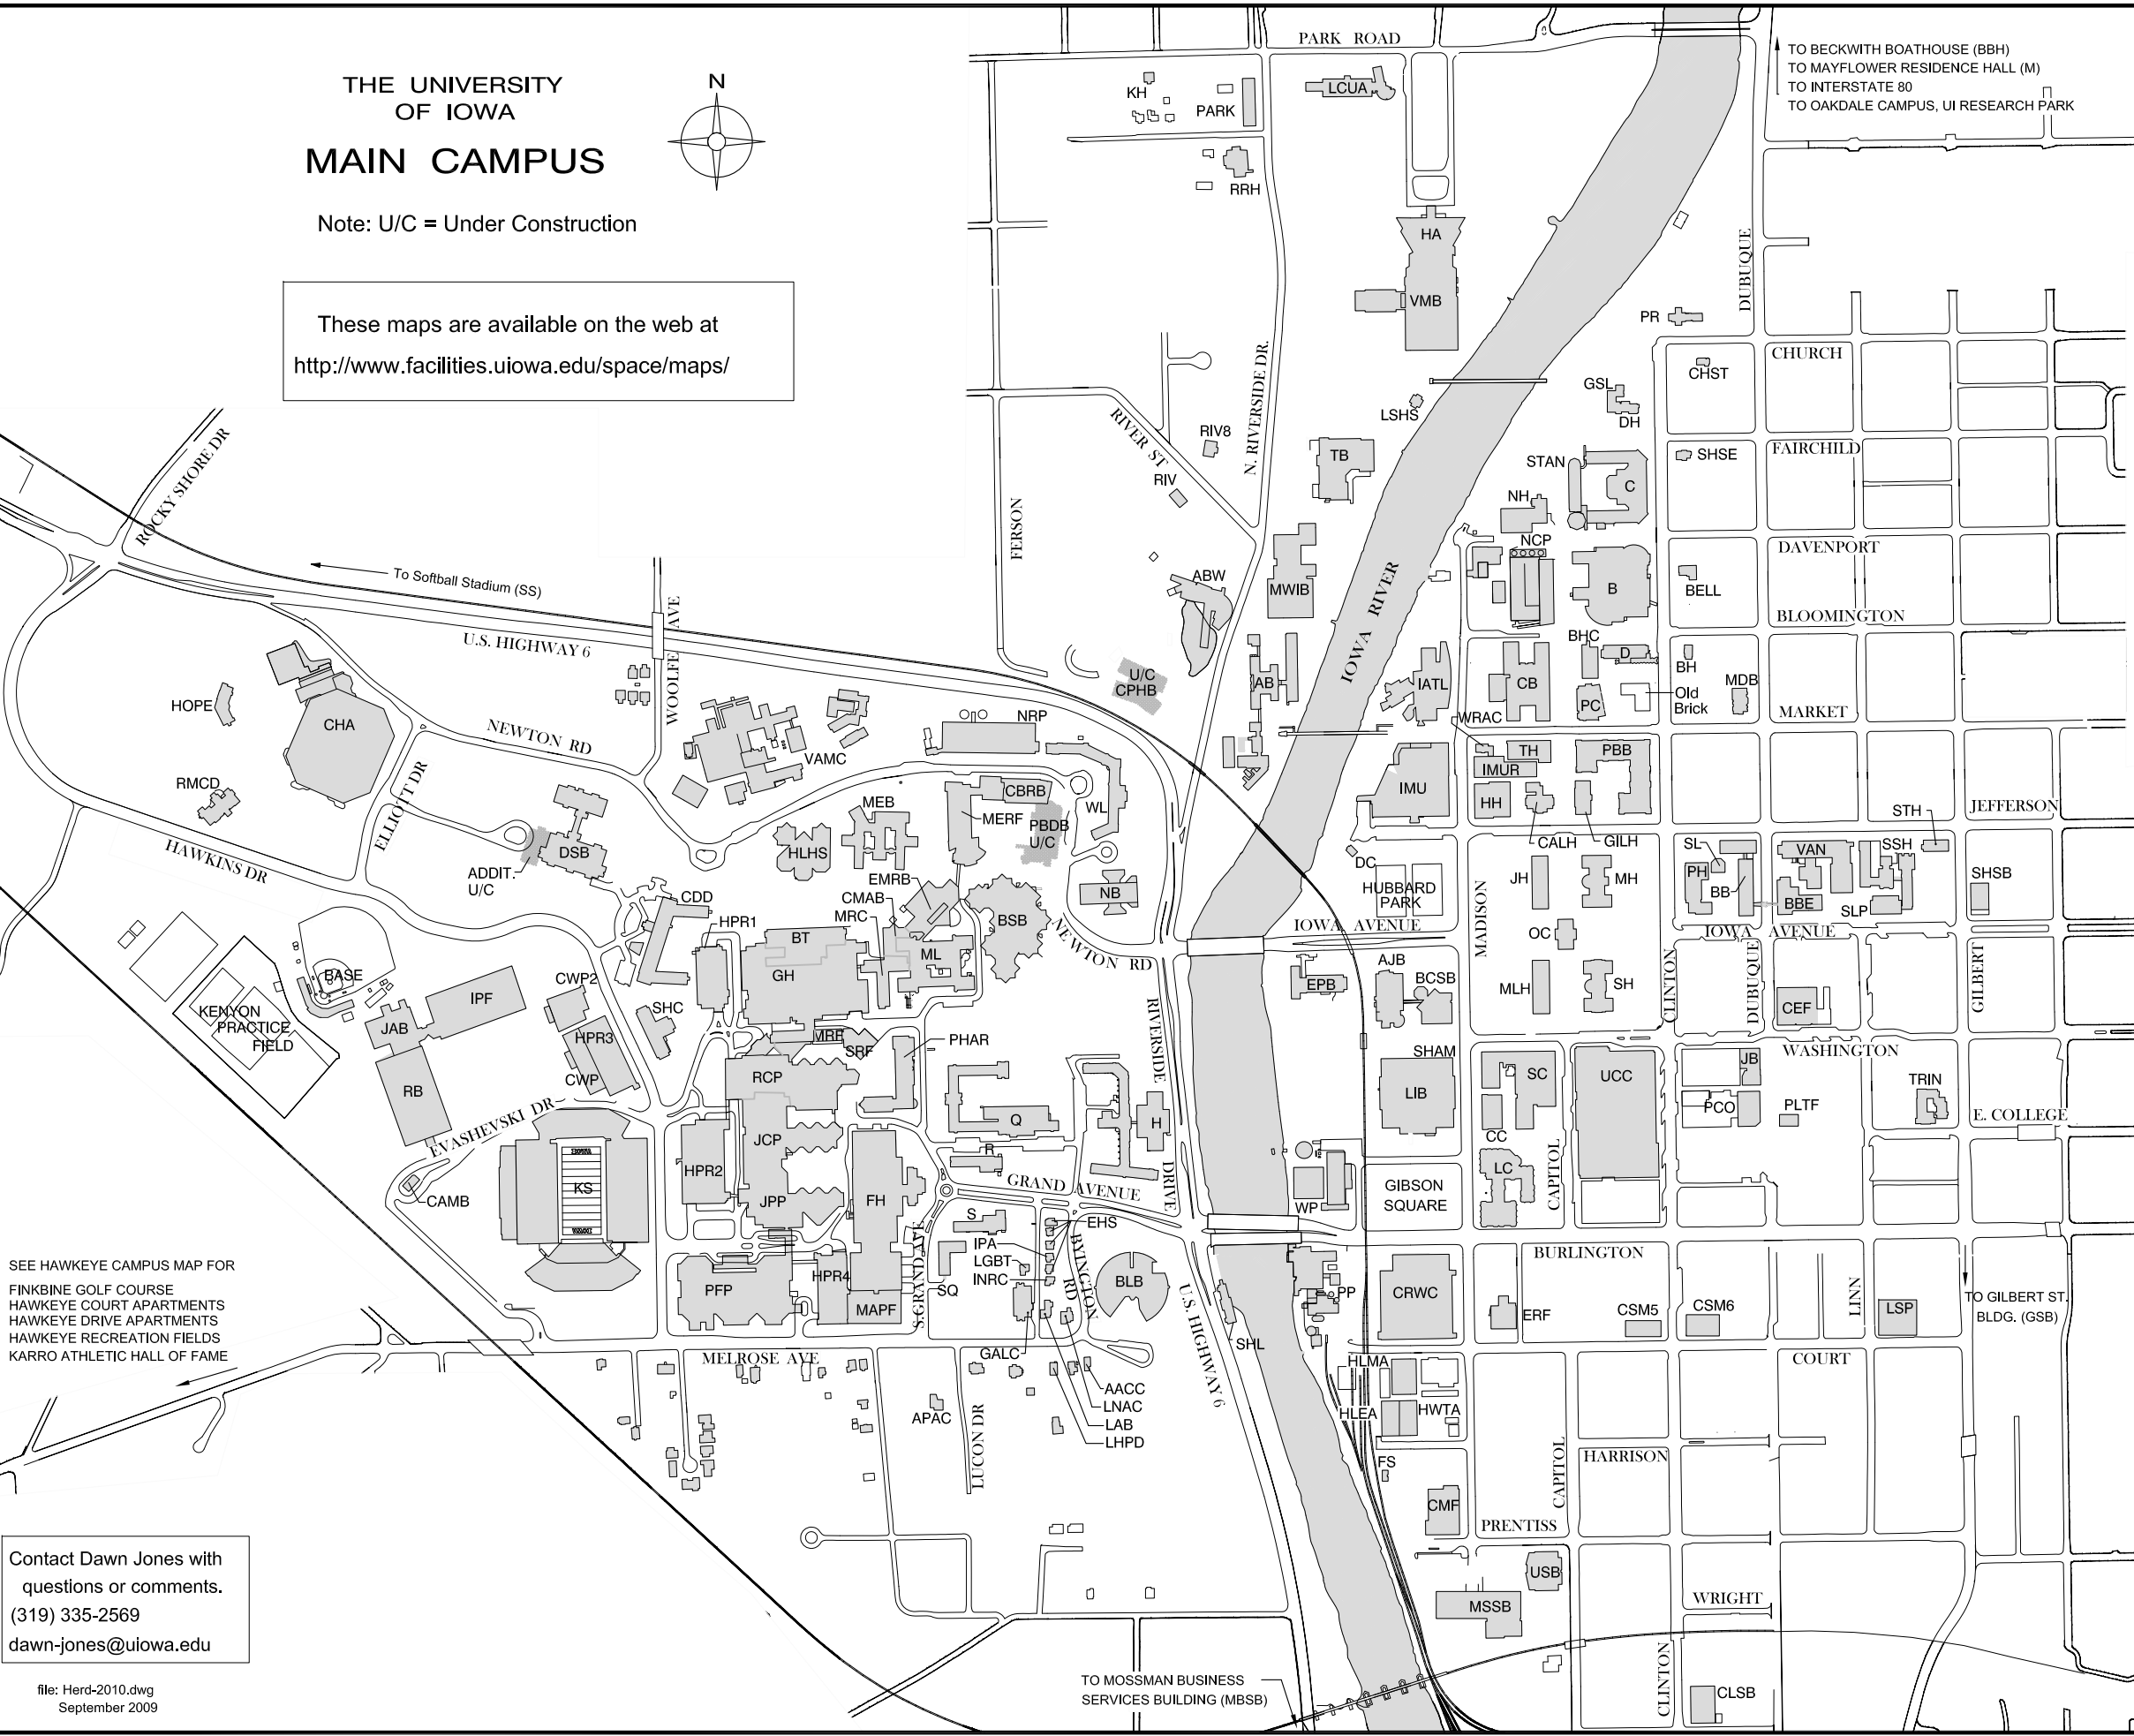 THE UNIVERSITY
OF IOWA
MAIN CAMPUS
Note: U/C = Under Construction
These maps are available on the web at
http://www.facilities.uiowa.edu/space/maps/
N
PARK ROAD
TO BECKWITH BOATHOUSE (BBH)
TO MAYFLOWER RESIDENCE HALL (M)
TO INTERSTATE 80
TO OAKDALE CAMPUS, UI RESEARCH PARK
KH
PARK
LCUA
RRH
HA
VMB
DUBUQUE
PR
CHURCH
CHST
GSL
DH
LSHS
N. RIVERSIDE DR.
RIVER ST
RIV8
RIV
TB
STAN
C
SHSE
FAIRCHILD
NH
NCP
DAVENPORT
ROCKY SHORE DR
FERSON
To Softball Stadium (SS)
U.S. HIGHWAY 6
WOOLFE AVE
ABW
MWIB
IOWA RIVER
B
BELL
BLOOMINGTON
BHC
D
BH
MDB
Old
Brick
MARKET
U/C
CPHB
AB
IATL
CB
PC
WRAC
HOPE
CHA
NEWTON RD
VAMC
NRP
RMCD
ELLIOTT DR
HAWKINS DR
TH
IMUR
PBB
IMU
HH
CALH
GILH
CBRB
WL
MEB
MERF
PBDB
U/C
HLHS
DSB
ADDIT.
U/C
EMRB
CMAB
MRC
NB
BSB
NEWTON RD
DC
HUBBARD
PARK
MADISON
JH
MH
SL
PH
BB
VAN
BBE
SSH
SLP
STH
JEFFERSON
SHSB
IOWA AVENUE
IOWA AVENUE
OC
CDD
HPR1
BT
GH
ML
BASE
IPF
CWP2
KENYON
PRACTICE
FIELD
JAB
HPR3
CWP
SHC
RB
MRF
SRF
PHAR
RCP
EPB
AJB
BCSB
MLH
SH
CLINTON
DUBUQUE
CEF
GILBERT
WASHINGTON
RIVERSIDE
DRIVE
SHAM
LIB
SC
UCC
JB
PCO
PLTF
TRIN
E. COLLEGE
CC
LC
CAPITOL
Q
H
R
EVASHEVSKI DR
CAMB
KS
HPR2
JCP
JPP
FH
GRAND AVENUE
WP
GIBSON
SQUARE
S
EHS
IPA
LGBT
INRC
BYINGTON
RD
BLB
SQ
S.GRAND AVE
PFP
HPR4
MAPF
U.S. HIGHWAY 6
SHL
PP
CRWC
BURLINGTON
ERF
CSM5
CSM6
LINN
LSP
TO GILBERT ST.
BLDG. (GSB)
COURT
SEE HAWKEYE CAMPUS MAP FOR
FINKBINE GOLF COURSE
HAWKEYE COURT APARTMENTS
HAWKEYE DRIVE APARTMENTS
HAWKEYE RECREATION FIELDS
KARRO ATHLETIC HALL OF FAME
MELROSE AVE
GALC
AACC
LNAC
LAB
LHPD
APAC
LUCON DR
HLMA
HLEA
HWTA
FS
CMF
CAPITOL
HARRISON
PRENTISS
USB
MSSB
WRIGHT
CLINTON
CLSB
TO MOSSMAN BUSINESS
SERVICES BUILDING (MBSB)
Contact Dawn Jones with
questions or comments.
(319) 335-2569
dawn-jones@uiowa.edu
file: Herd-2010.dwg
September 2009